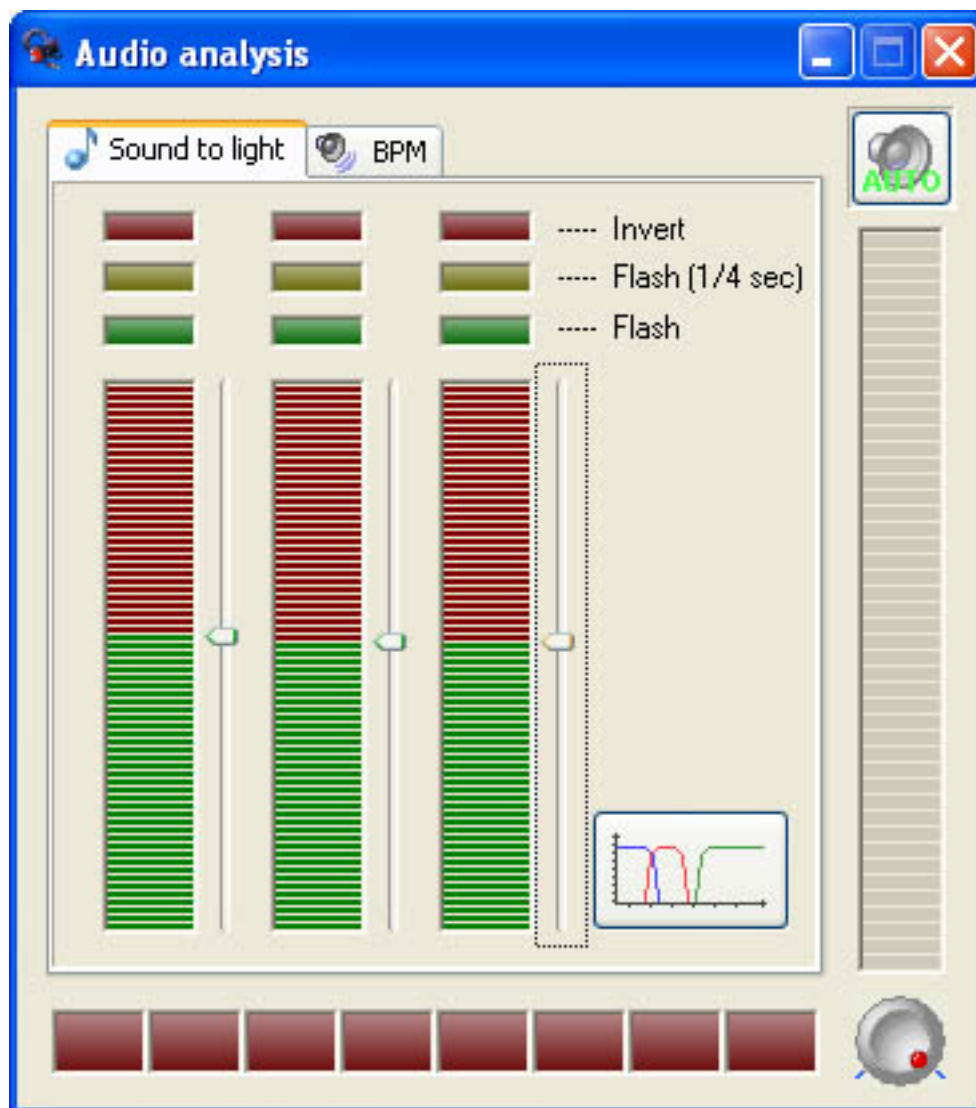 Audio analysis
Sound to light
BPM
AUTO
----- Invert
----- Flash (1/4 sec)
----- Flash